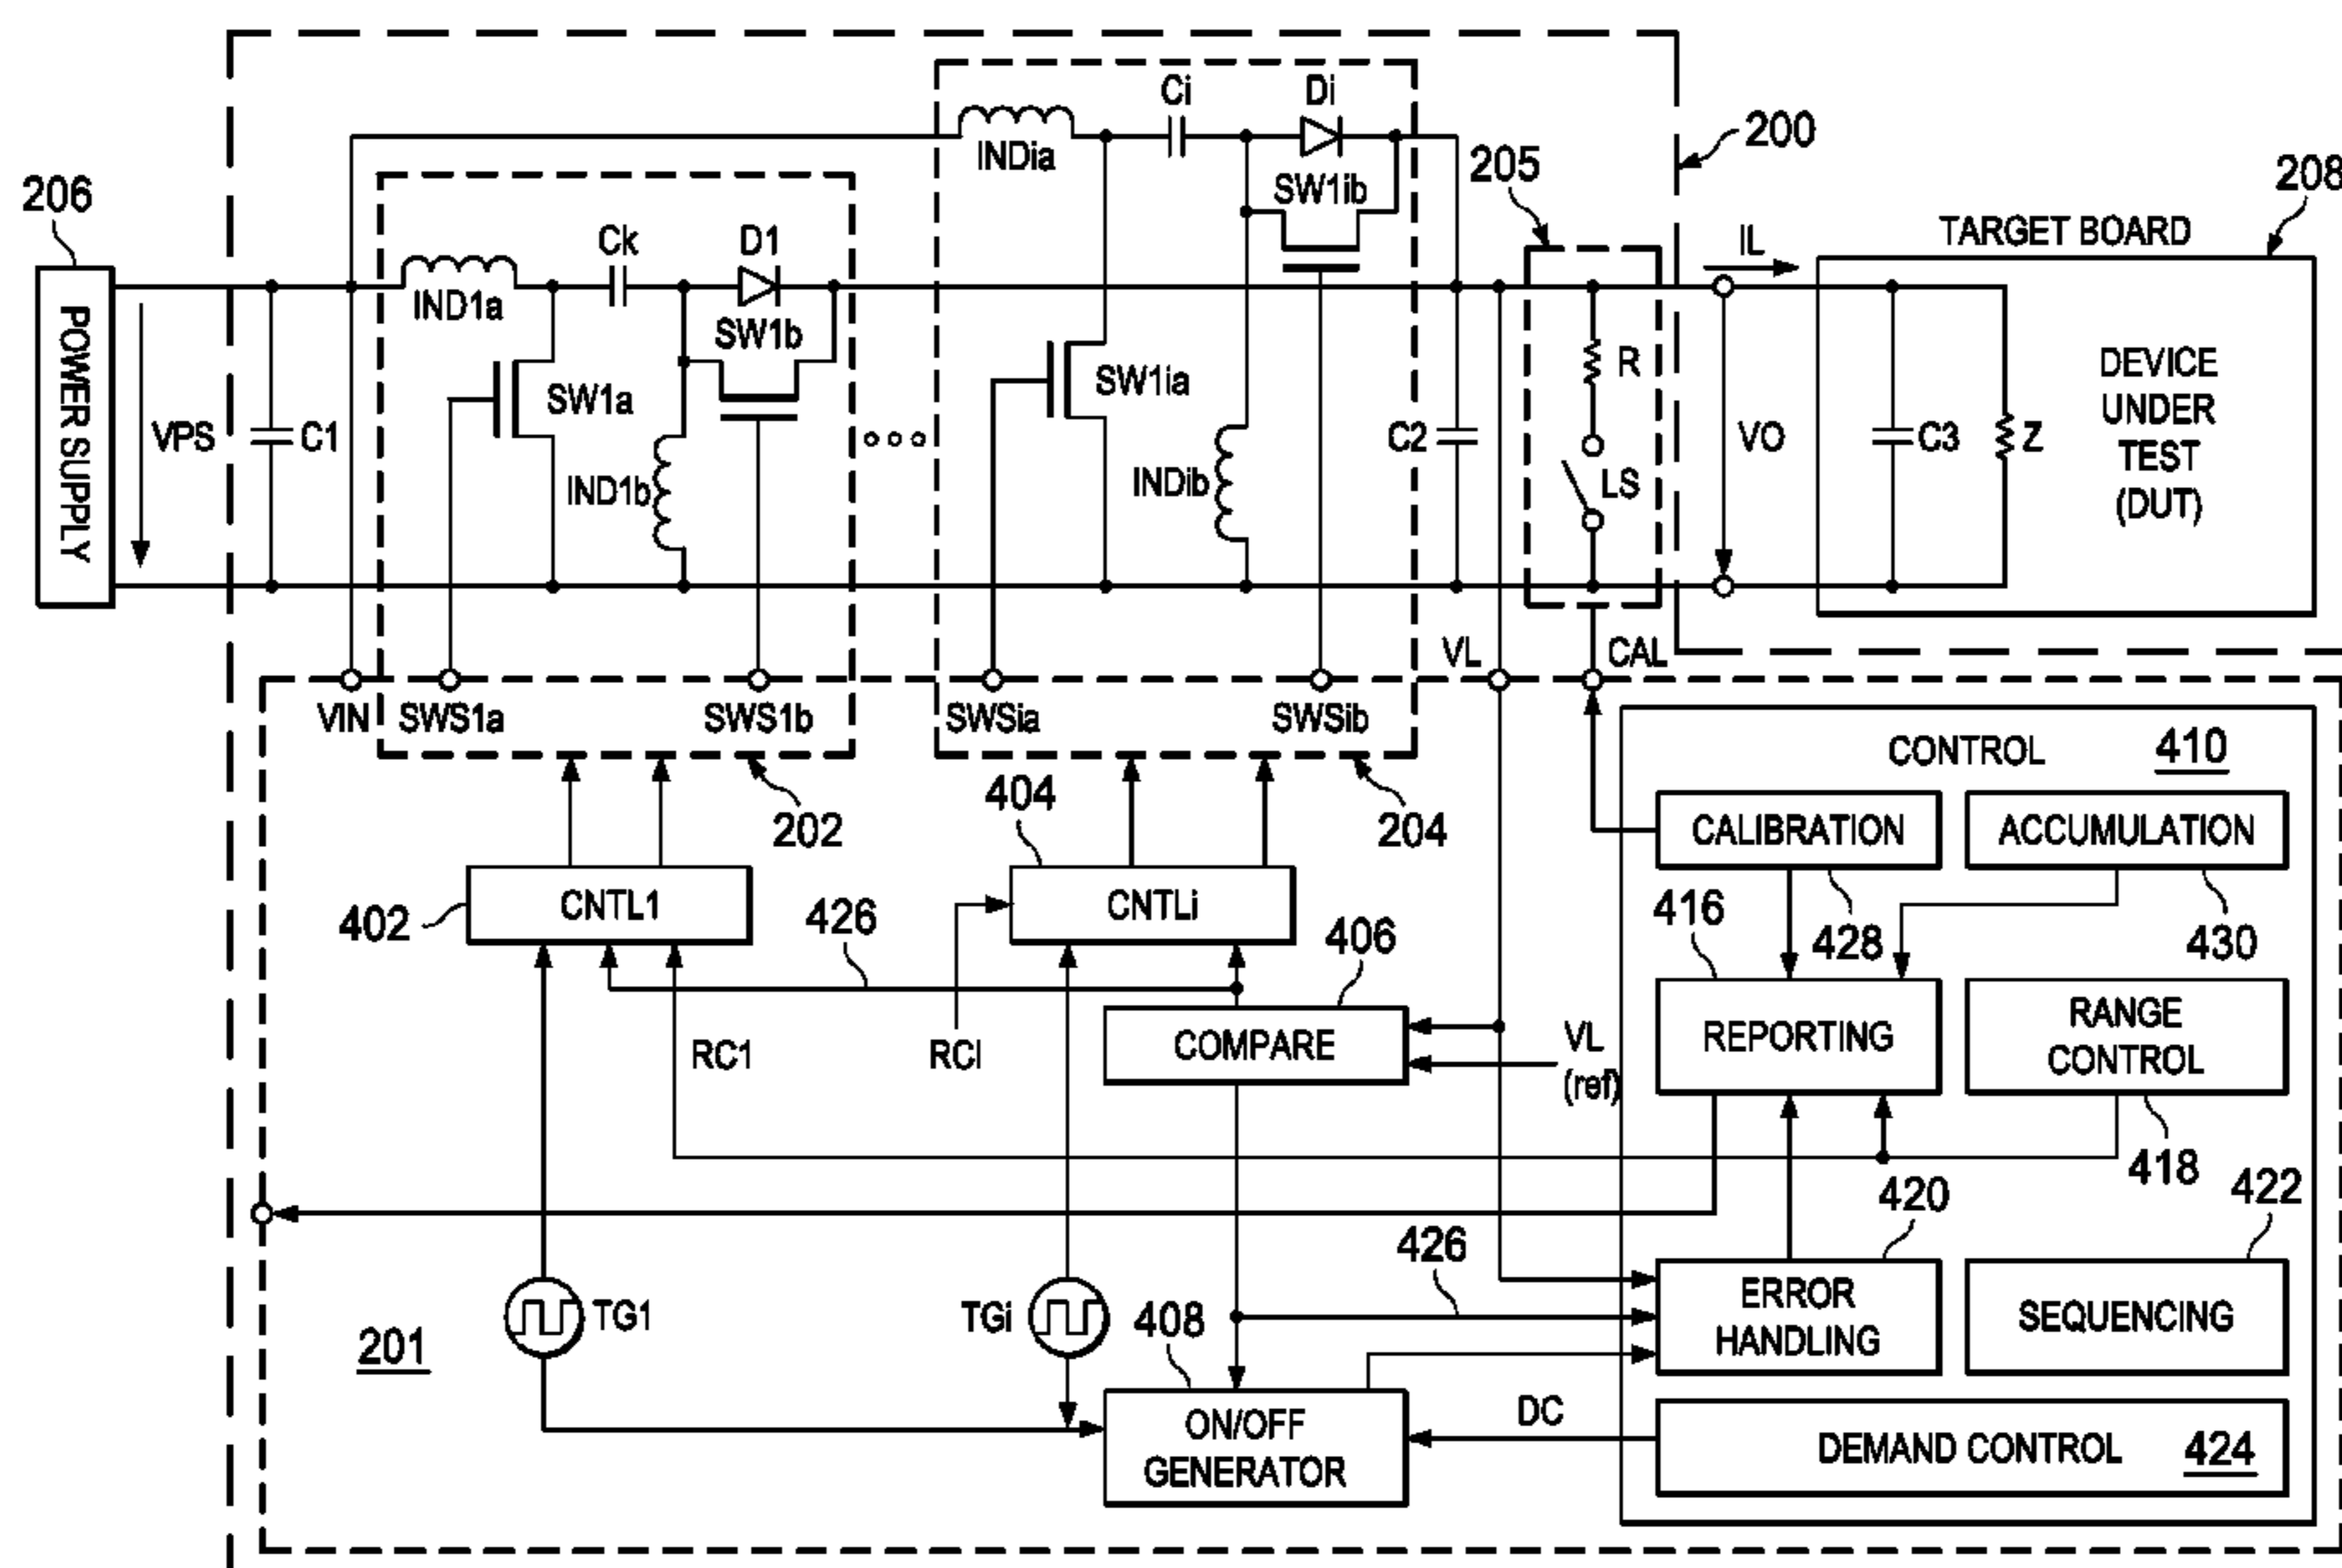 200
205
208
206
TARGET BOARD
IL
Ci
Di
INDia
SW1ib
Ck
D1
IND1a
SW1b
POWER SUPPLY
VPS
C1
SW1a
IND1b
SW1ia
INDib
C2
R
LS
VO
C3
Z
DEVICE
UNDER
TEST
(DUT)
VL
CAL
VIN
SWS1a
SWS1b
SWSia
SWSib
202
404
204
CONTROL
410
CALIBRATION
ACCUMULATION
402
CNTL1
426
CNTLi
406
416
428
430
RC1
RCI
COMPARE
VL
(ref)
REPORTING
RANGE
CONTROL
418
420
422
426
TG1
TGi
408
ERROR
HANDLING
SEQUENCING
201
ON/OFF
GENERATOR
DC
DEMAND CONTROL
424